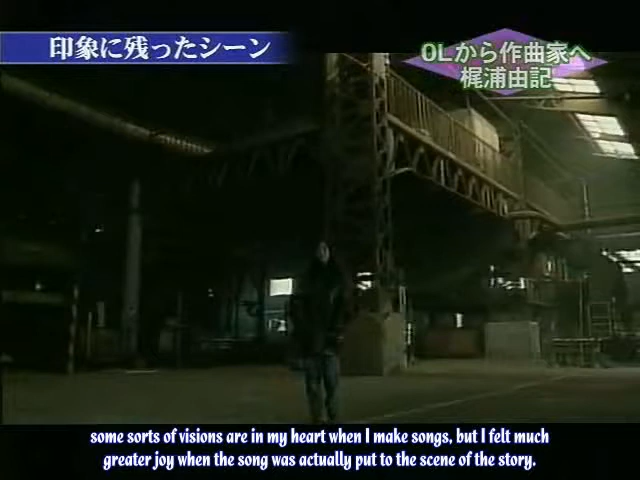 印象に残ったシーン
OLから作曲家へ
梶浦由記
some sorts of visions are in my heart when I make songs, but I felt much
greater joy when the song was actually put to the scene of the story.